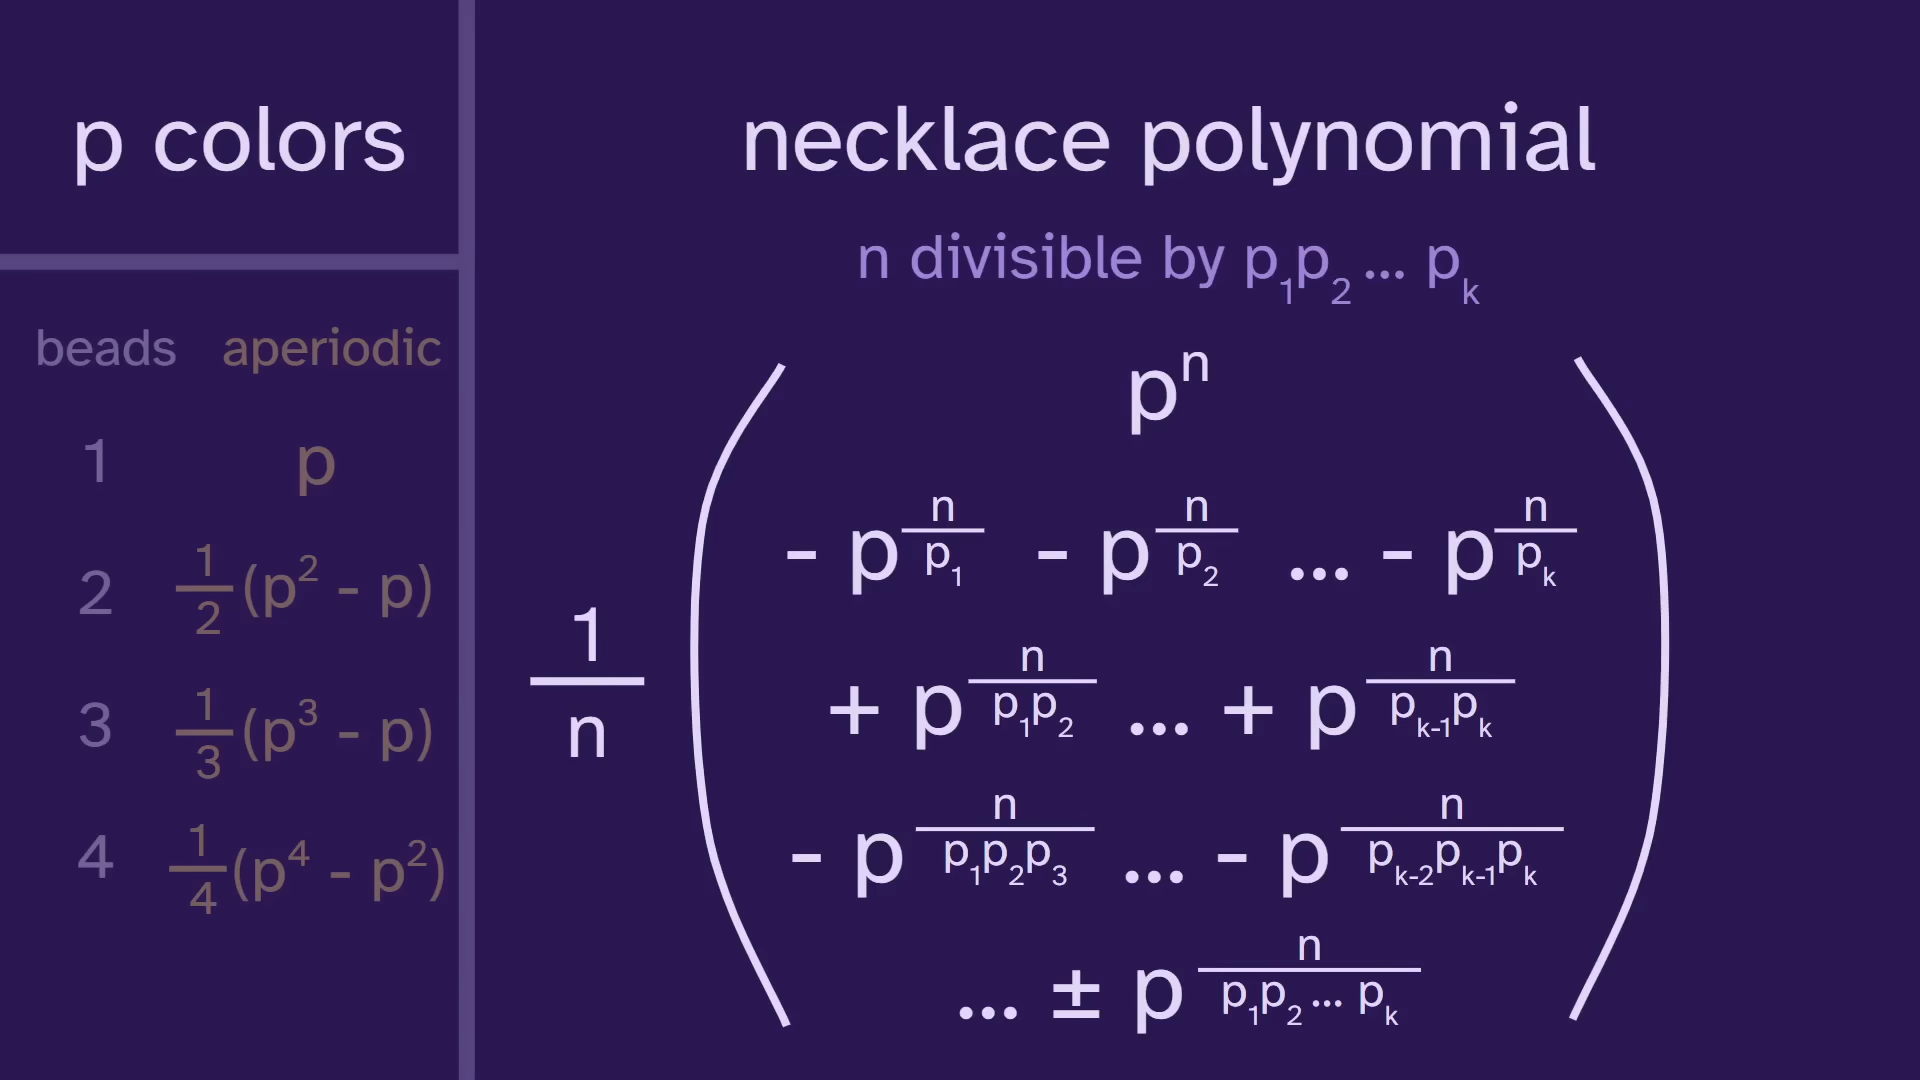 p colors
beads aperiodic
1 p
2 1/2 (p² - p)
3 1/3 (p³ - p)
4 1/4 (p⁴ - p²)
necklace polynomial
n divisible by p₁p₂ ... pₖ
1/n ( pⁿ
- p^(n/p₁) - p^(n/p₂) ... - p^(n/pₖ)
+ p^(n/(p₁p₂)) ... + p^(n/(pₖ₋₁pₖ))
- p^(n/(p₁p₂p₃)) ... - p^(n/(pₖ₋₂pₖ₋₁pₖ))
... ± p^(n/(p₁p₂ ... pₖ)) )